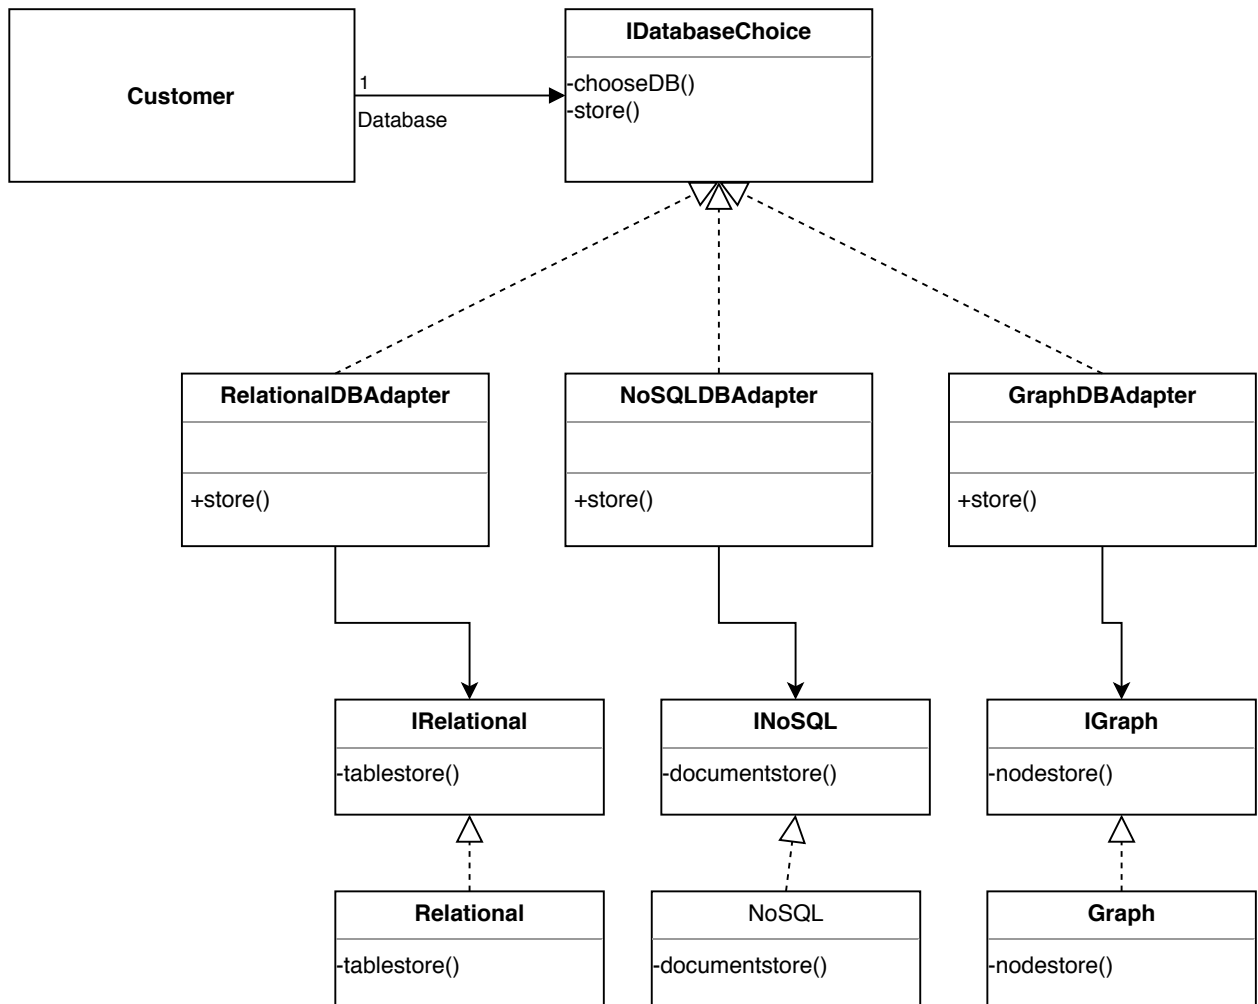 IDatabaseChoice
Customer
1
Database
-chooseDB()
-store()
RelationalDBAdapter
NoSQLDBAdapter
GraphDBAdapter
+store()
+store()
+store()
IRelational
INoSQL
IGraph
-tablestore()
-documentstore()
-nodestore()
Relational
NoSQL
Graph
-tablestore()
-documentstore()
-nodestore()